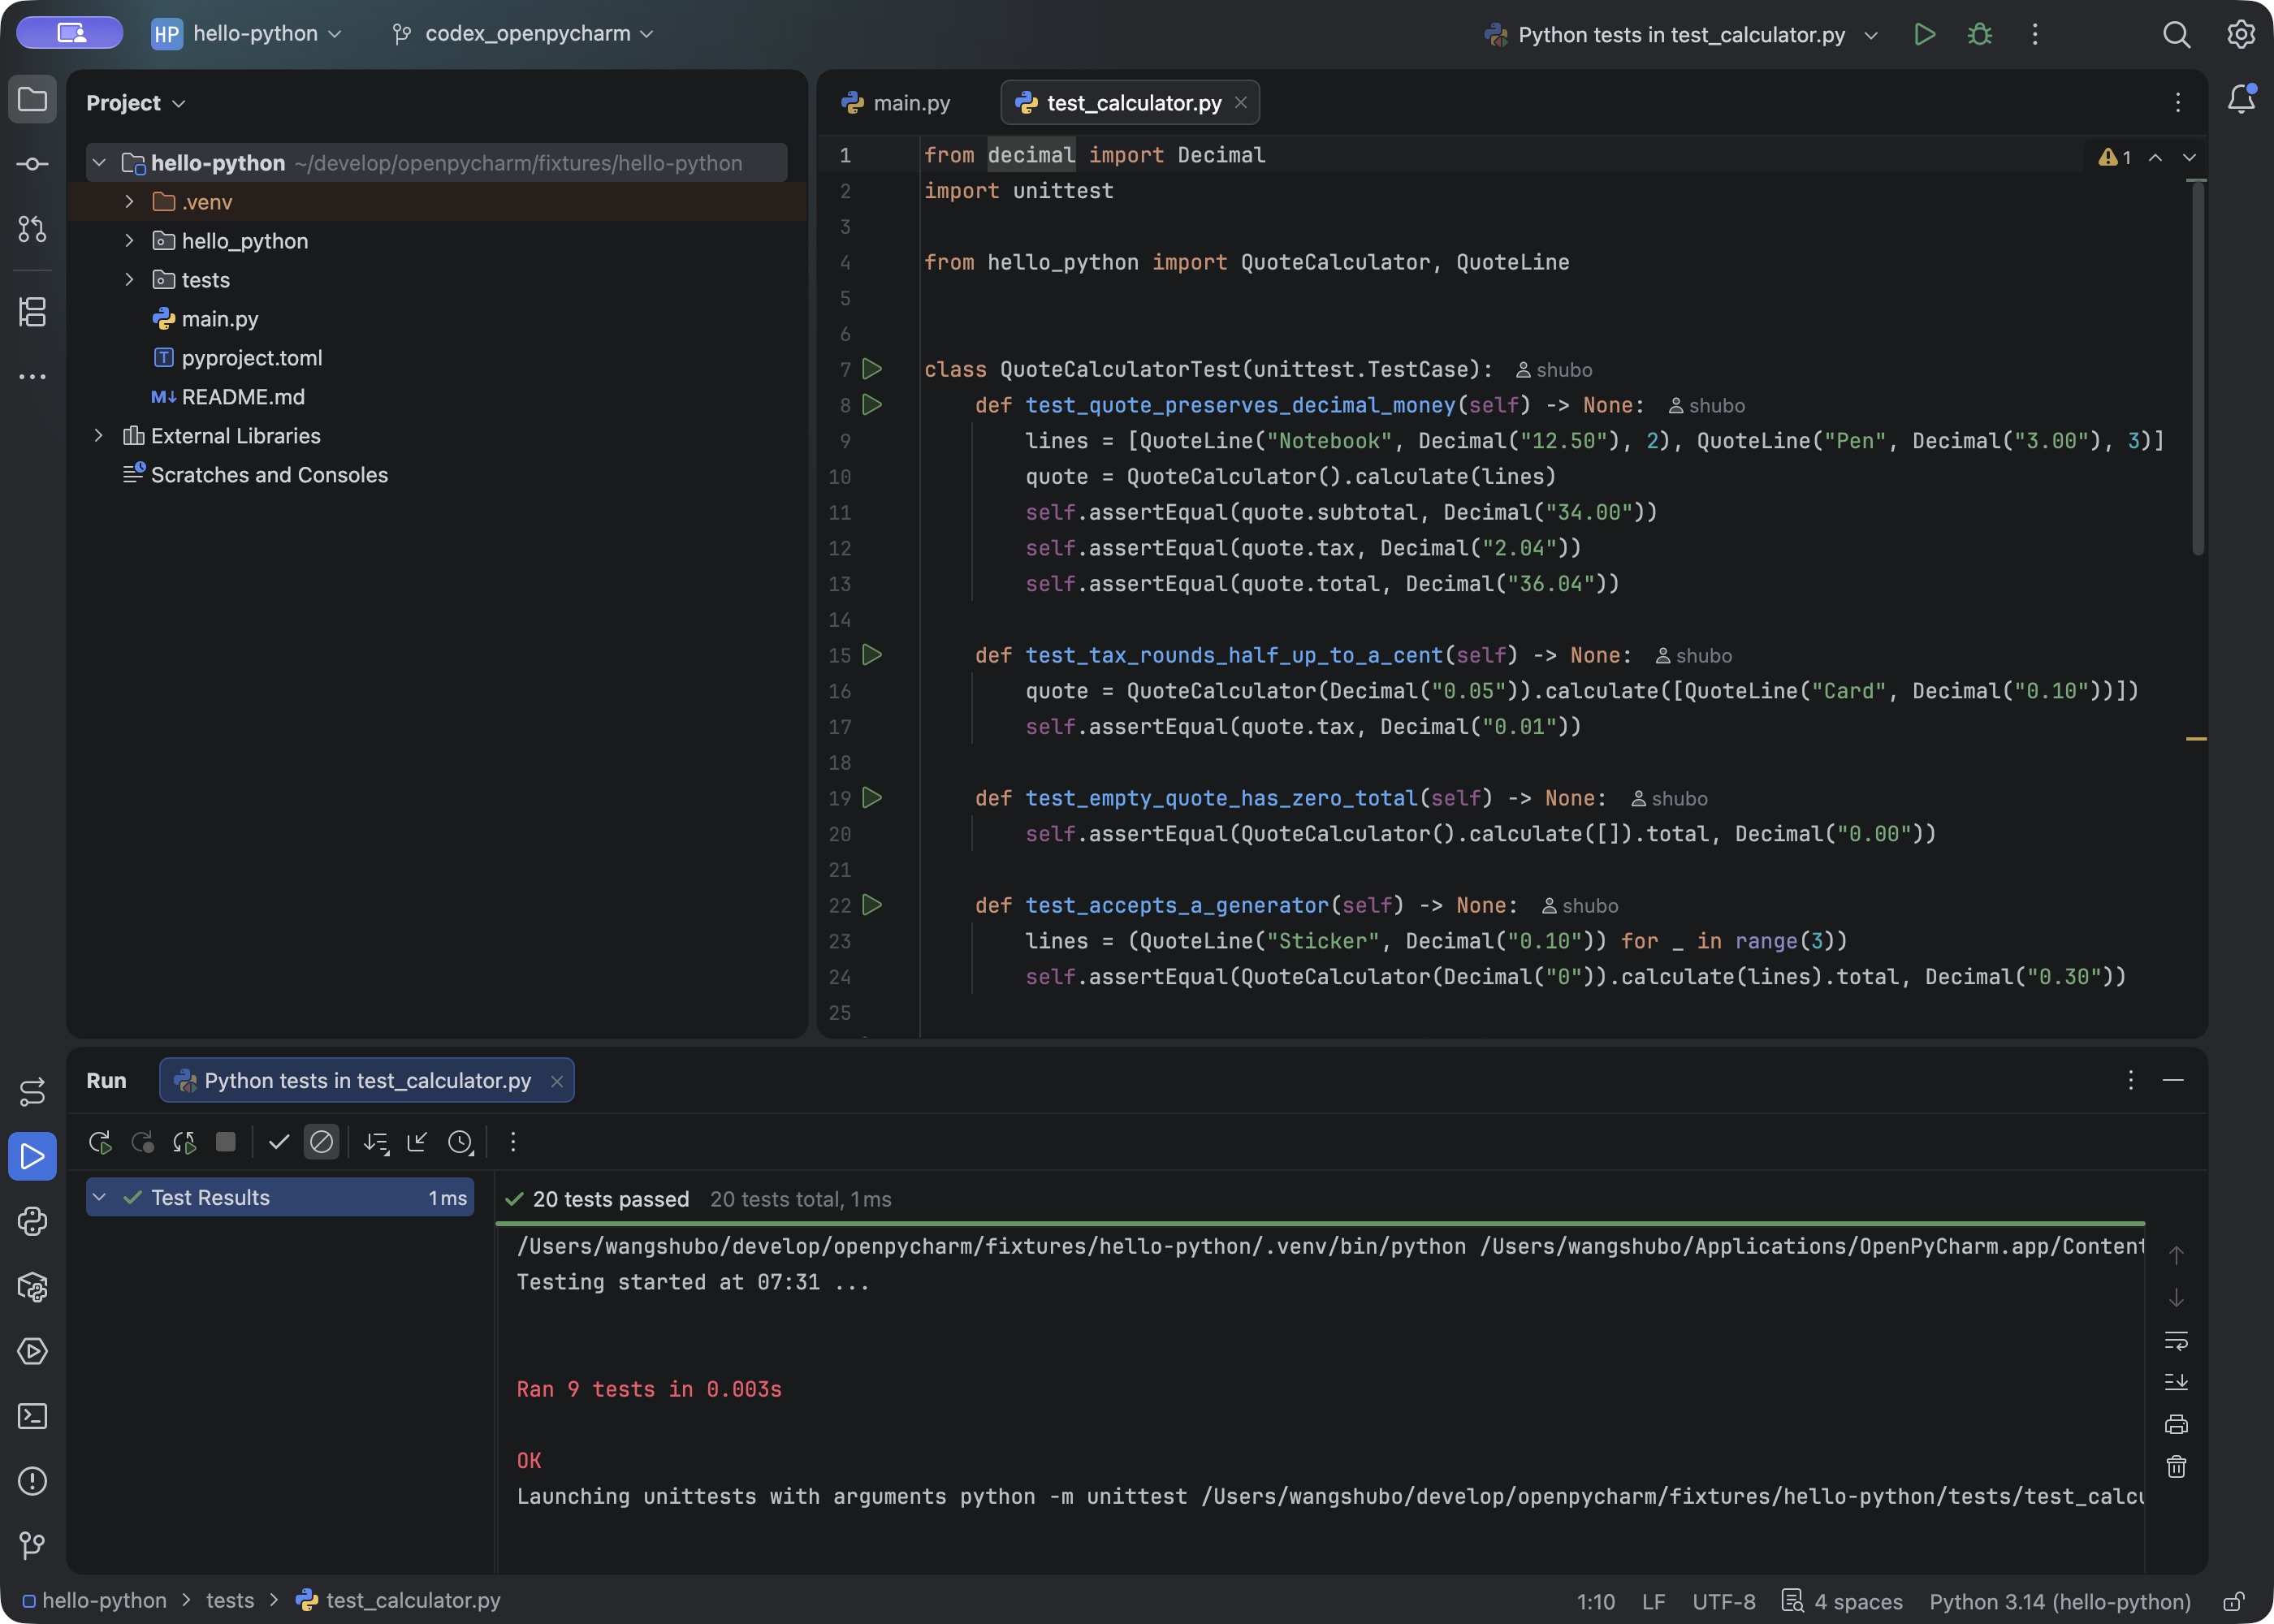 HP hello-python
codex_openpycharm
Python tests in test_calculator.py
Project
hello-python ~/develop/openpycharm/fixtures/hello-python
.venv
hello_python
tests
main.py
pyproject.toml
README.md
External Libraries
Scratches and Consoles
main.py
test_calculator.py
1 from decimal import Decimal
1
2 import unittest
3
4 from hello_python import QuoteCalculator, QuoteLine
5
6
7 class QuoteCalculatorTest(unittest.TestCase): shubo
8 def test_quote_preserves_decimal_money(self) -> None: shubo
9 lines = [QuoteLine("Notebook", Decimal("12.50"), 2), QuoteLine("Pen", Decimal("3.00"), 3)]
10 quote = QuoteCalculator().calculate(lines)
11 self.assertEqual(quote.subtotal, Decimal("34.00"))
12 self.assertEqual(quote.tax, Decimal("2.04"))
13 self.assertEqual(quote.total, Decimal("36.04"))
14
15 def test_tax_rounds_half_up_to_a_cent(self) -> None: shubo
16 quote = QuoteCalculator(Decimal("0.05")).calculate([QuoteLine("Card", Decimal("0.10"))])
17 self.assertEqual(quote.tax, Decimal("0.01"))
18
19 def test_empty_quote_has_zero_total(self) -> None: shubo
20 self.assertEqual(QuoteCalculator().calculate([]).total, Decimal("0.00"))
21
22 def test_accepts_a_generator(self) -> None: shubo
23 lines = (QuoteLine("Sticker", Decimal("0.10")) for _ in range(3))
24 self.assertEqual(QuoteCalculator(Decimal("0")).calculate(lines).total, Decimal("0.30"))
25
Run
Python tests in test_calculator.py
Test Results 1 ms
20 tests passed 20 tests total, 1 ms
/Users/wangshubo/develop/openpycharm/fixtures/hello-python/.venv/bin/python /Users/wangshubo/Applications/OpenPyCharm.app/Content
Testing started at 07:31 ...
Ran 9 tests in 0.003s
OK
Launching unittests with arguments python -m unittest /Users/wangshubo/develop/openpycharm/fixtures/hello-python/tests/test_calcu
hello-python > tests > test_calculator.py
1:10 LF UTF-8 4 spaces Python 3.14 (hello-python)